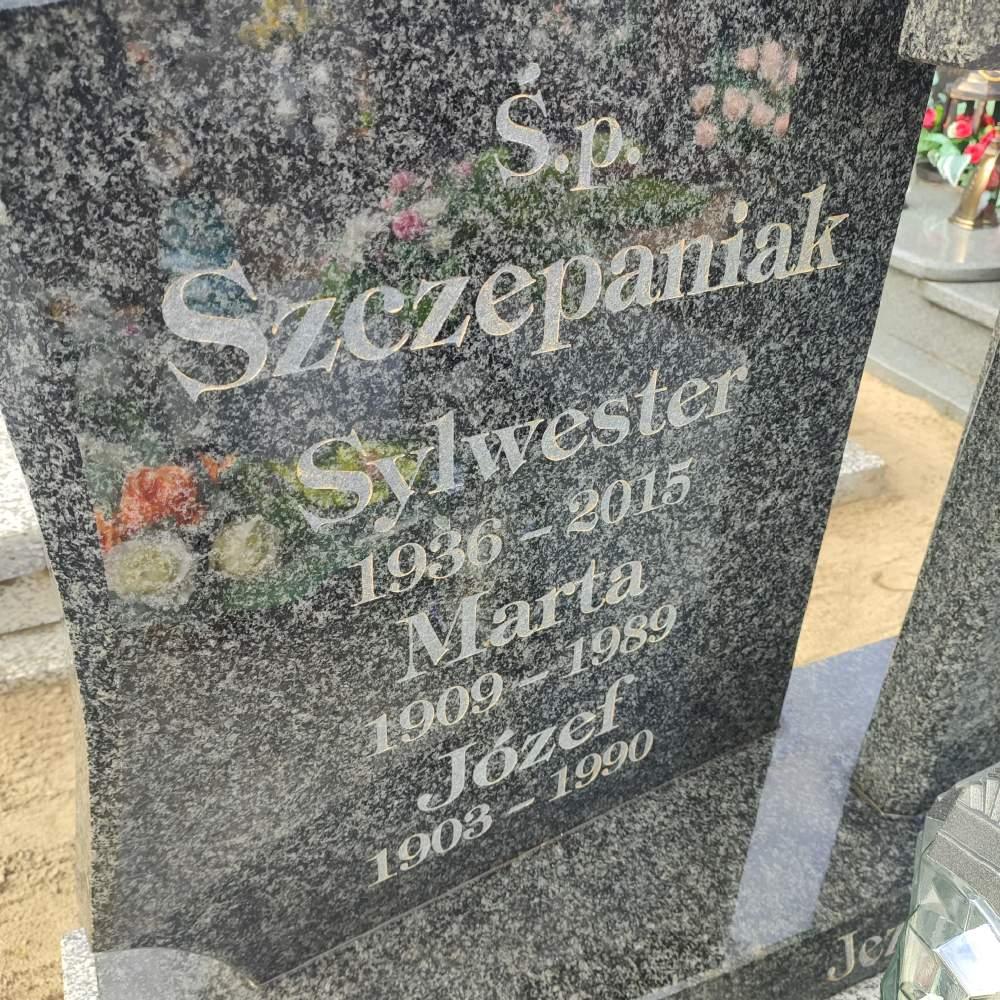 Ś.p.
Szczepaniak
Sylwester
1936 – 2015
Marta
1909 – 1989
Józef
1903 – 1990